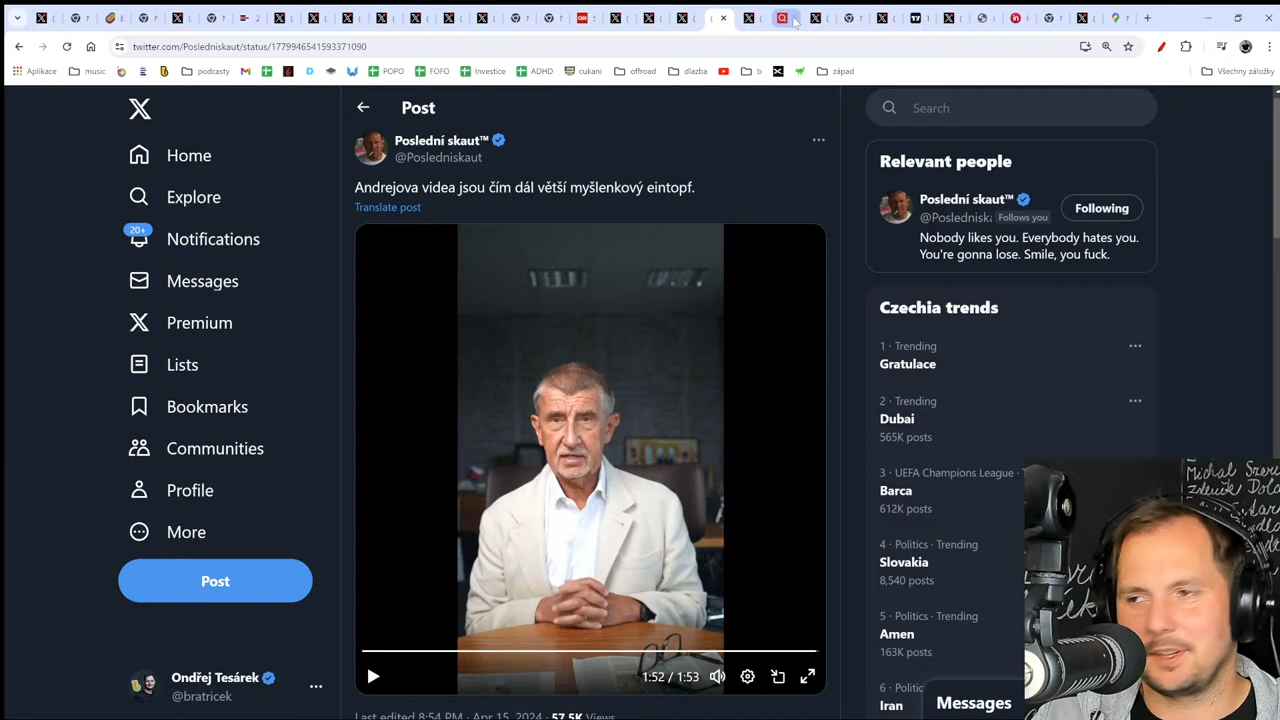 twitter.com/Posledniskaut/status/1779946541593371090
Aplikace
music
podcasty
POPO
FOFO
Investice
ADHD
cukani
offroad
dlazba
b
západ
Všechny záložky
Home
Explore
20+
Notifications
Messages
Premium
Lists
Bookmarks
Communities
Profile
More
Post
Ondřej Tesárek
@bratricek
Post
Poslední skaut™
@Posledniskaut
Andrejova videa jsou čím dál větší myšlenkový eintopf.
Translate post
1:52 / 1:53
Last edited 8:54 PM · Apr 15, 2024 · 57.5K Views
Search
Relevant people
Poslední skaut™
@Posledniska
Follows you
Following
Nobody likes you. Everybody hates you.
You're gonna lose. Smile, you fuck.
Czechia trends
1 · Trending
Gratulace
2 · Trending
Dubai
565K posts
3 · UEFA Champions League ·
Barca
612K posts
4 · Politics · Trending
Slovakia
8,540 posts
5 · Politics · Trending
Amen
163K posts
6 · Politics
Iran
Messages
Michal
Zdeněk